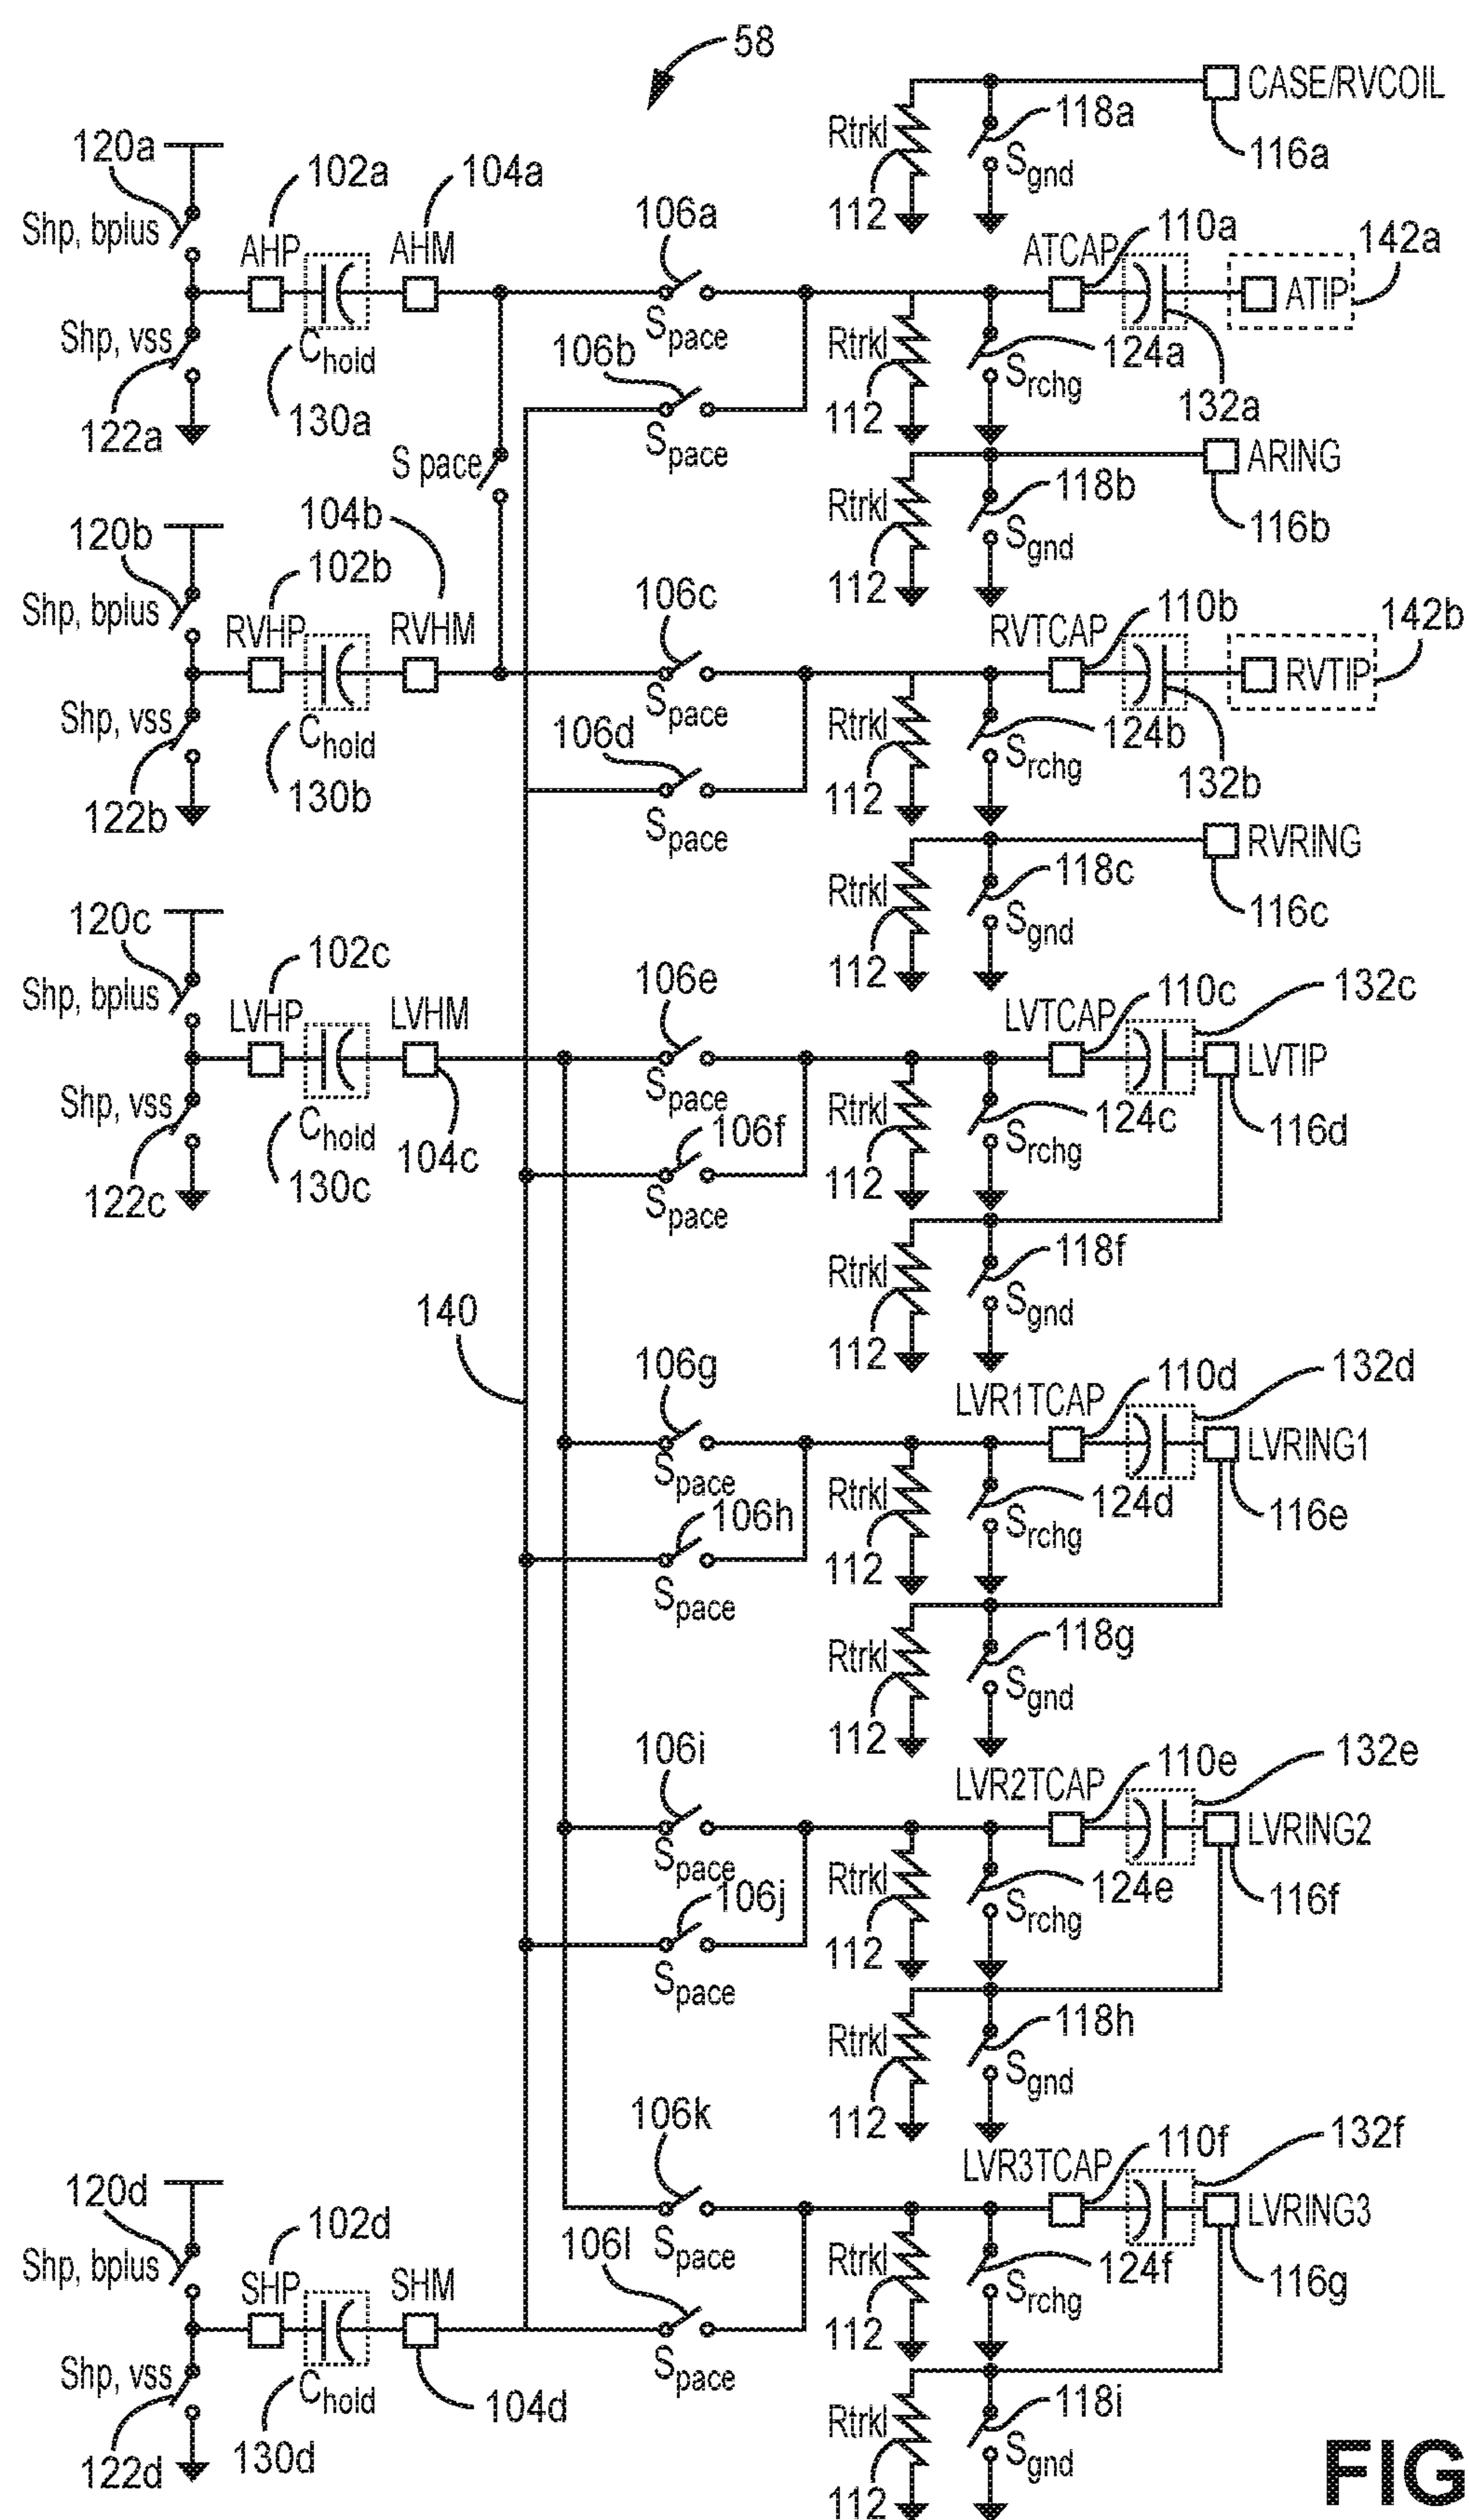 58
CASE/RVCOIL
Rtrkl
118a
Sgnd
116a
112
120a
102a
104a
106a
Shp, bplus
AHP
AHM
ATCAP
110a
142a
ATIP
Space
Shp, vss
Chold
106b
Rtrkl
124a
Srchg
132a
122a
130a
112
Space
S pace
ARING
118b
Rtrkl
Sgnd
116b
112
120b
104b
102b
106c
110b
142b
Shp, bplus
RVHP
RVHM
RVTCAP
RVTIP
Space
Shp, vss
Chold
106d
Rtrkl
124b
Srchg
132b
122b
130b
112
Space
RVRING
118c
Rtrkl
Sgnd
116c
112
120c
102c
106e
110c
132c
Shp, bplus
LVHP
LVHM
LVTCAP
LVTIP
Space
Shp, vss
Chold
104c
106f
Rtrkl
124c
Srchg
116d
122c
130c
112
Space
118f
Rtrkl
Sgnd
112
140
106g
LVR1TCAP
110d
132d
LVRING1
Space
106h
Rtrkl
124d
Srchg
116e
112
Space
118g
Rtrkl
Sgnd
112
106i
LVR2TCAP
110e
132e
LVRING2
Space
106j
Rtrkl
124e
Srchg
116f
112
Space
118h
Rtrkl
Sgnd
112
106k
LVR3TCAP
110f
132f
LVRING3
120d
102d
106l
Space
Shp, bplus
SHP
SHM
Rtrkl
124f
Srchg
116g
112
Shp, vss
Chold
104d
Space
122d
130d
118i
Rtrkl
Sgnd
112
FIG